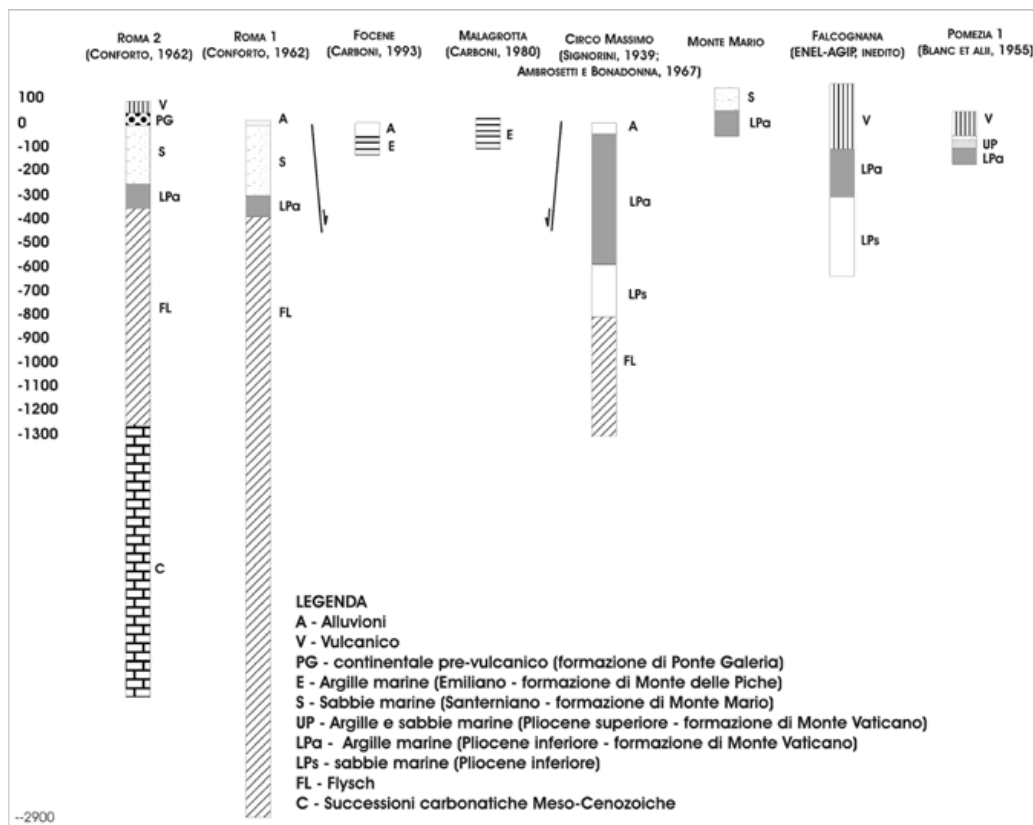 ROMA 2
(CONFORTO, 1962)
ROMA 1
(CONFORTO, 1962)
FOCENE
(CARBONI, 1993)
MALAGROTTA
(CARBONI, 1980)
CIRCO MASSIMO
(SIGNORINI, 1939;
AMBROSETTI E BONADONNA, 1967)
MONTE MARIO
FALCOGNANA
(ENEL-AGIP, INEDITO)
POMEZIA 1
(BLANC ET ALII, 1955)
100
0
-100
-200
-300
-400
-500
-600
-700
-800
-900
-1000
-1100
-1200
-1300
--2900
V
PG
S
LPa
FL
C
A
S
LPa
FL
A
E
E
A
LPa
LPs
FL
S
LPa
V
LPa
LPs
V
UP
LPa
LEGENDA
A - Alluvioni
V - Vulcanico
PG - continentale pre-vulcanico (formazione di Ponte Galeria)
E - Argille marine (Emiliano - formazione di Monte delle Piche)
S - Sabbie marine (Santerniano - formazione di Monte Mario)
UP - Argille e sabbie marine (Pliocene superiore - formazione di Monte Vaticano)
LPa - Argille marine (Pliocene inferiore - formazione di Monte Vaticano)
LPs - sabbie marine (Pliocene inferiore)
FL - Flysch
C - Successioni carbonatiche Meso-Cenozoiche